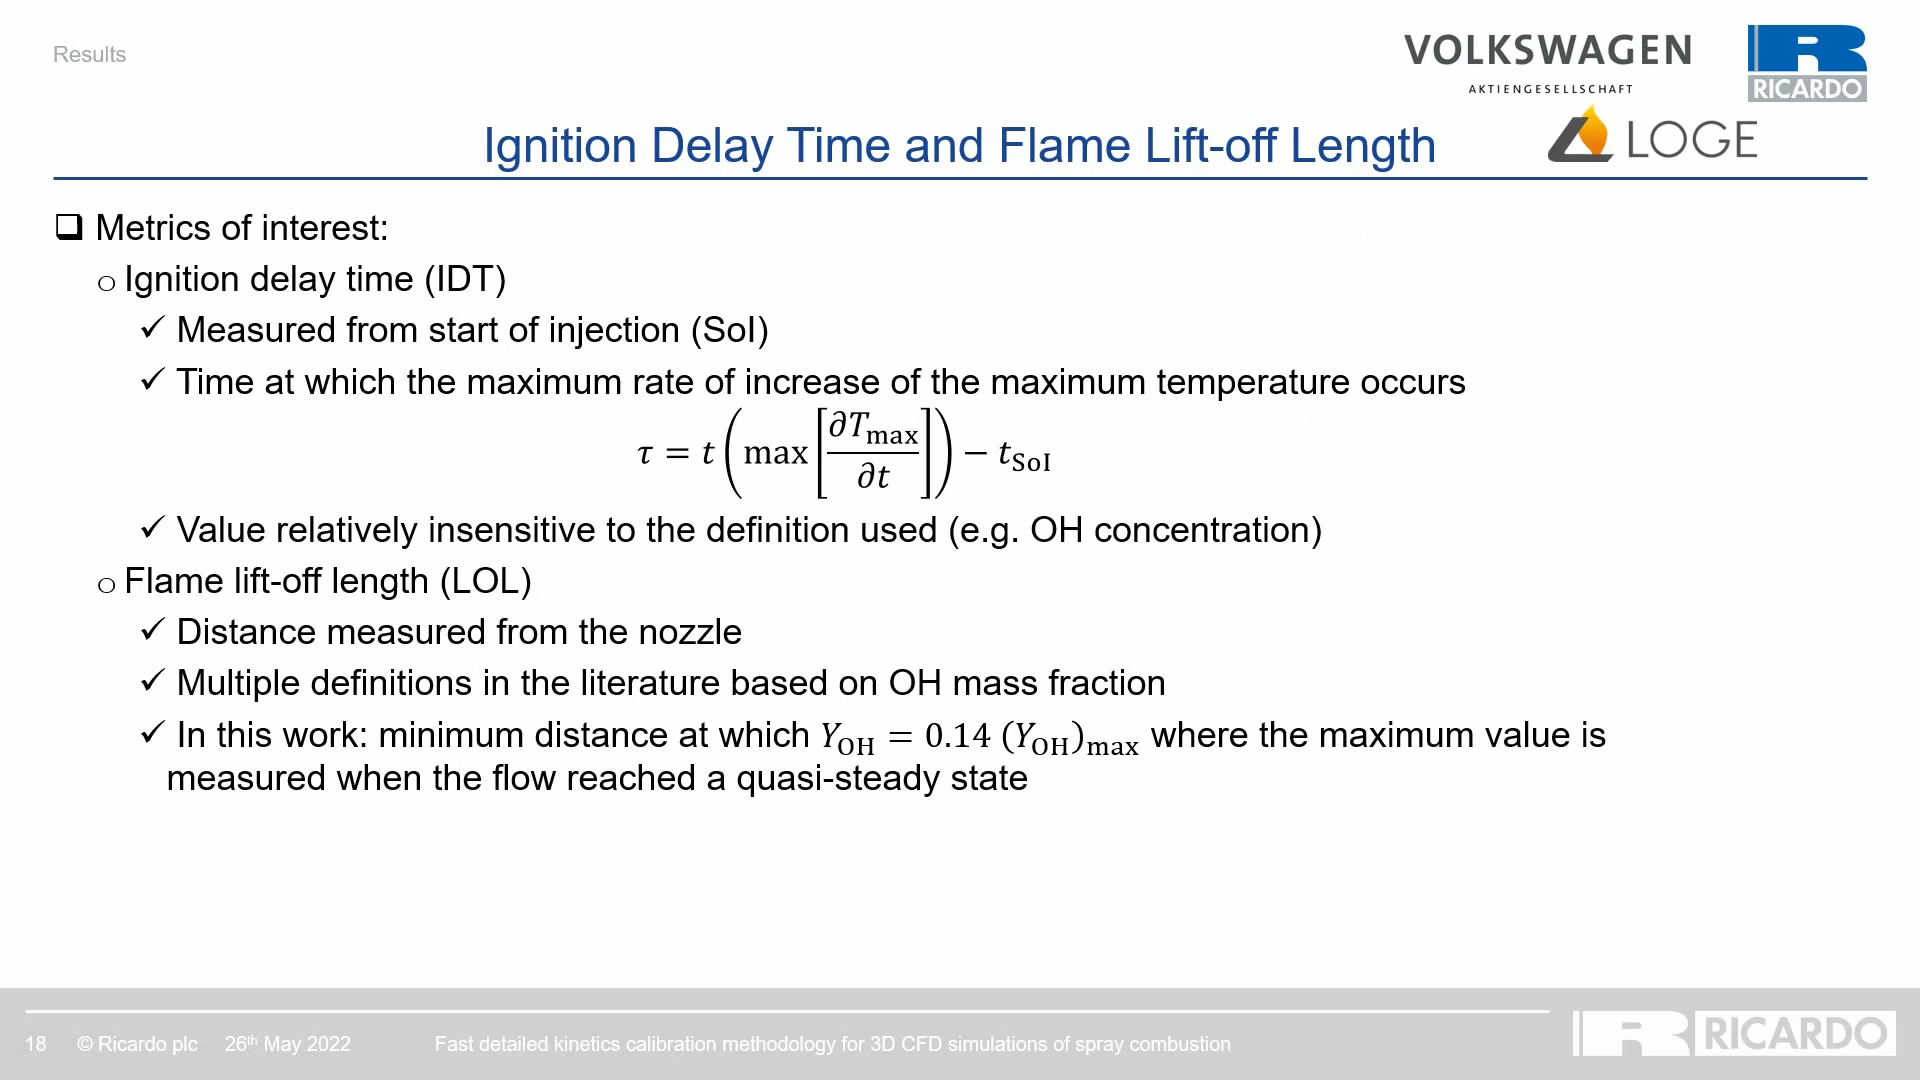 Results
VOLKSWAGEN
AKTIENGESELLSCHAFT
RICARDO
Ignition Delay Time and Flame Lift-off Length
LOGE
❑ Metrics of interest:
o Ignition delay time (IDT)
✓ Measured from start of injection (SoI)
✓ Time at which the maximum rate of increase of the maximum temperature occurs
τ = t (max [∂T_max / ∂t]) − t_SoI
✓ Value relatively insensitive to the definition used (e.g. OH concentration)
o Flame lift-off length (LOL)
✓ Distance measured from the nozzle
✓ Multiple definitions in the literature based on OH mass fraction
✓ In this work: minimum distance at which Y_OH = 0.14 (Y_OH)_max where the maximum value is
measured when the flow reached a quasi-steady state
18 © Ricardo plc 26th May 2022 Fast detailed kinetics calibration methodology for 3D CFD simulations of spray combustion
RICARDO